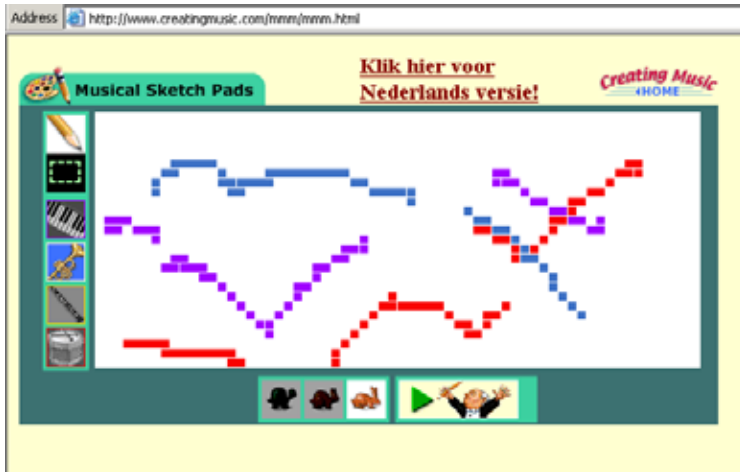 Address http://www.creatingmusic.com/mmm/mmm.html
Klik hier voor
Nederlands versie!
Musical Sketch Pads
Creating Music
HOME